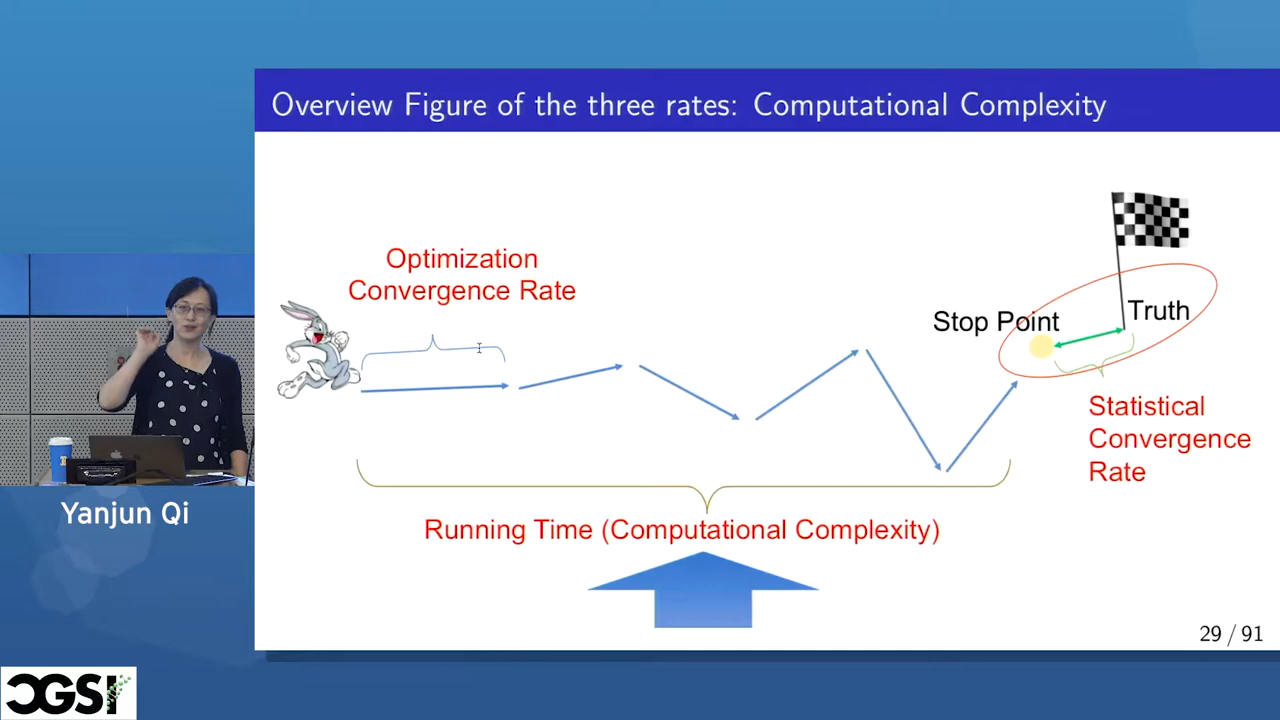 Overview Figure of the three rates: Computational Complexity
Optimization
Convergence Rate
Stop Point
Truth
Statistical
Convergence
Rate
Running Time (Computational Complexity)
29 / 91
Yanjun Qi
CGSI